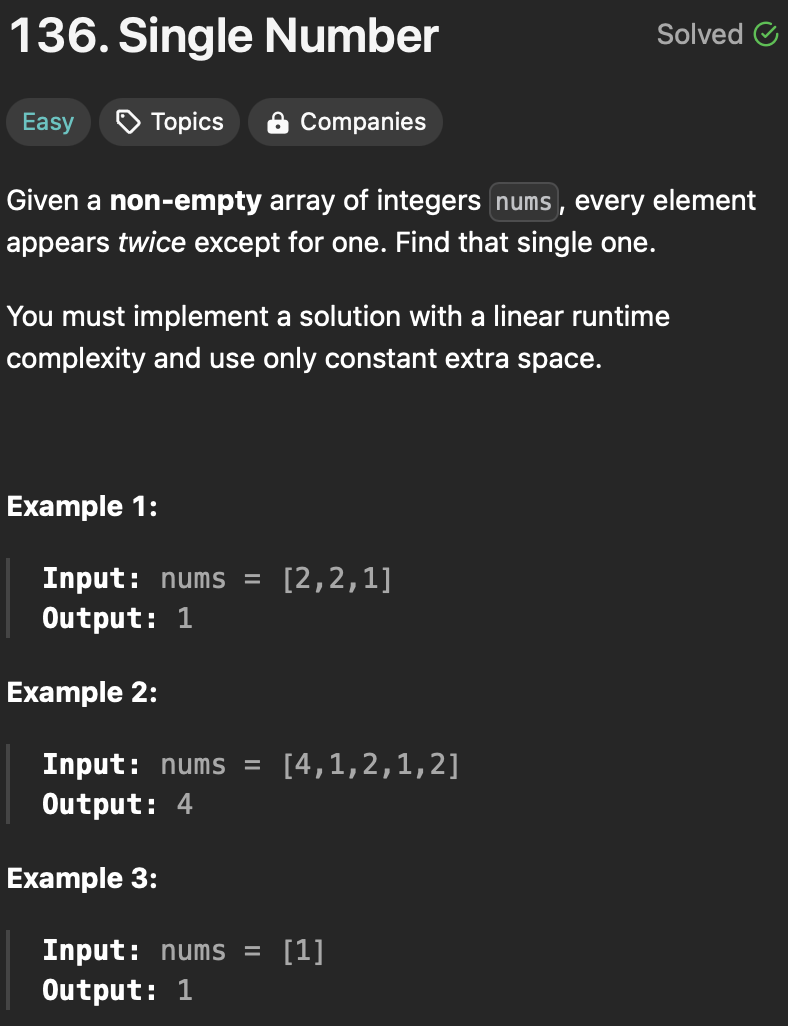 136. Single Number
Solved
Easy
Topics
Companies
Given a non-empty array of integers nums, every element
appears twice except for one. Find that single one.
You must implement a solution with a linear runtime
complexity and use only constant extra space.
Example 1:
Input: nums = [2,2,1]
Output: 1
Example 2:
Input: nums = [4,1,2,1,2]
Output: 4
Example 3:
Input: nums = [1]
Output: 1